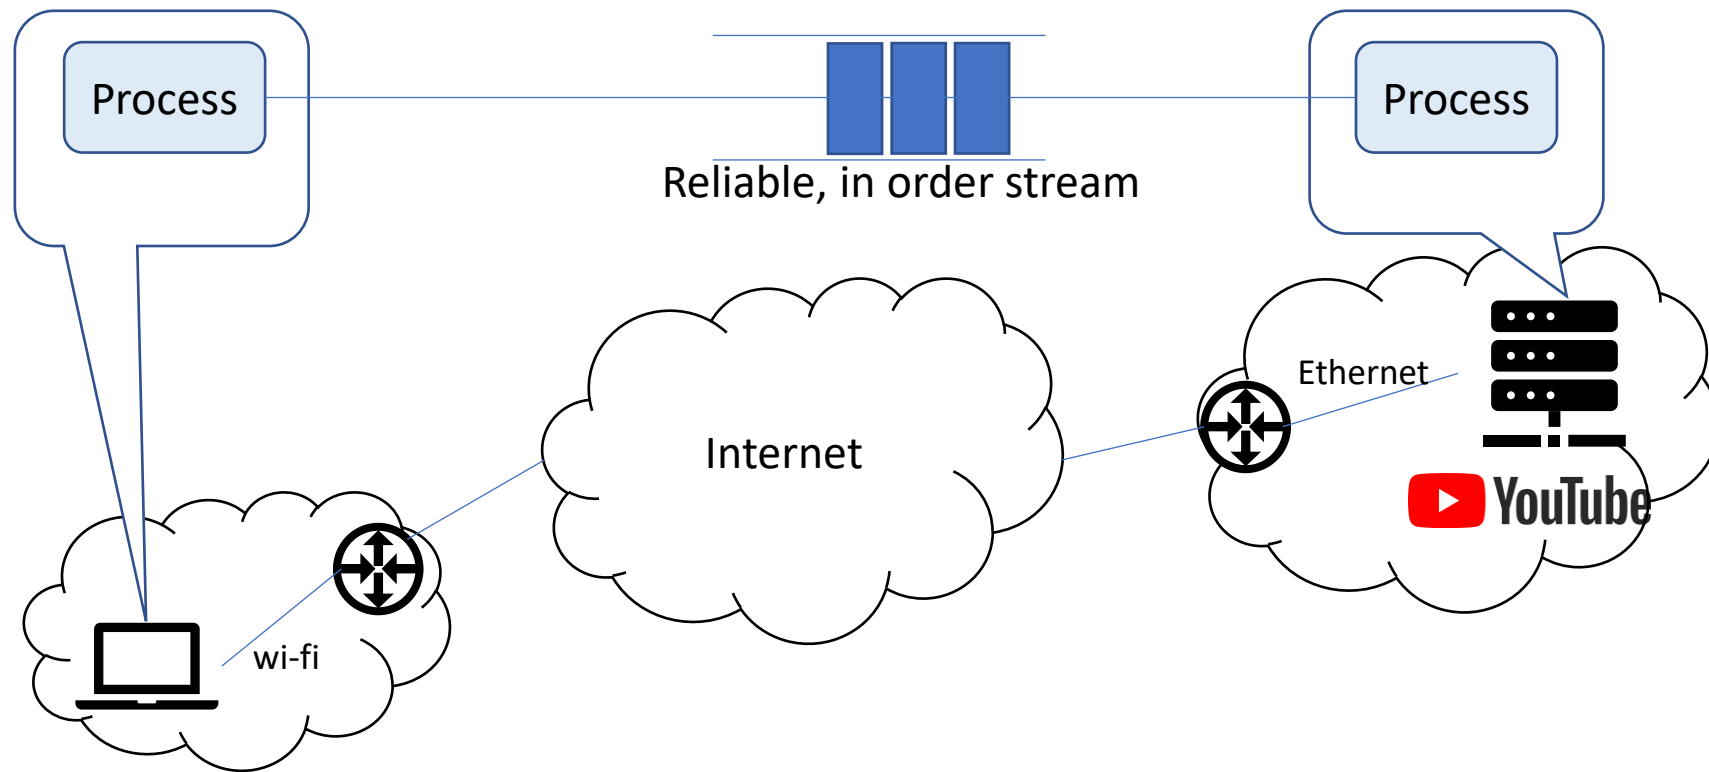 Process
Process
Reliable, in order stream
Ethernet
Internet
YouTube
wi-fi